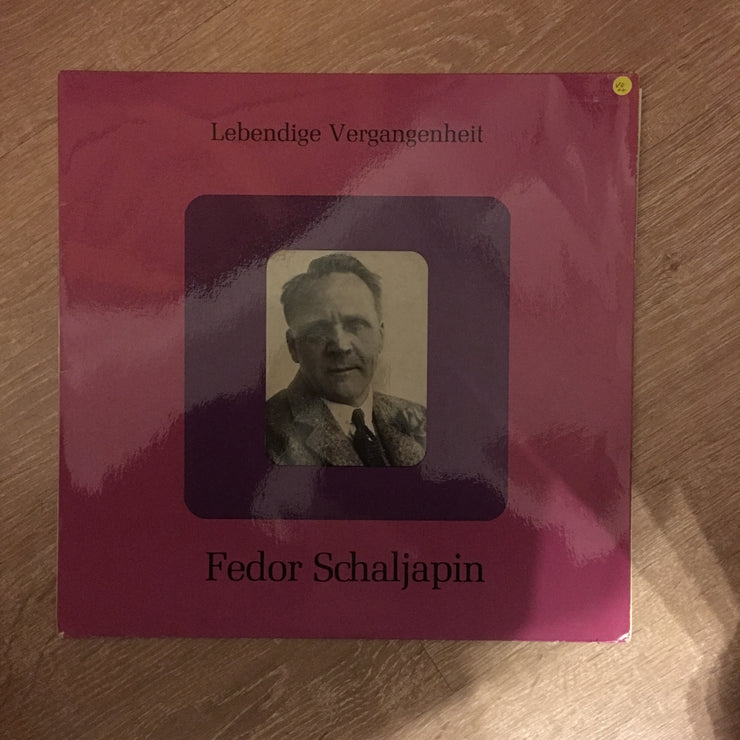 Lebendige Vergangenheit
Fedor Schaljapin